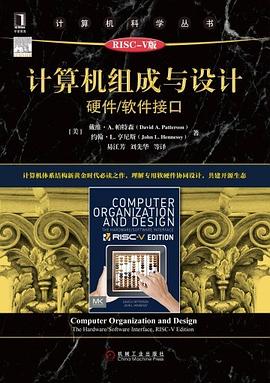 计算机科学丛书
RISC-V版
计算机组成与设计
硬件/软件接口
[美] 戴维·A. 帕特森(David A. Patterson) 著
约翰·L. 亨尼斯(John L. Hennessy)
易江芳 刘先华 等译
计算机体系结构新黄金时代必读之作,理解专用软硬件协同设计,共建开源生态
COMPUTER
ORGANIZATION
AND DESIGN
THE HARDWARE/SOFTWARE INTERFACE
RISC-V EDITION
MK
DAVID A. PATTERSON
JOHN L. HENNESSY
Computer Organization and Design
The Hardware/Software Interface, RISC-V Edition
机械工业出版社